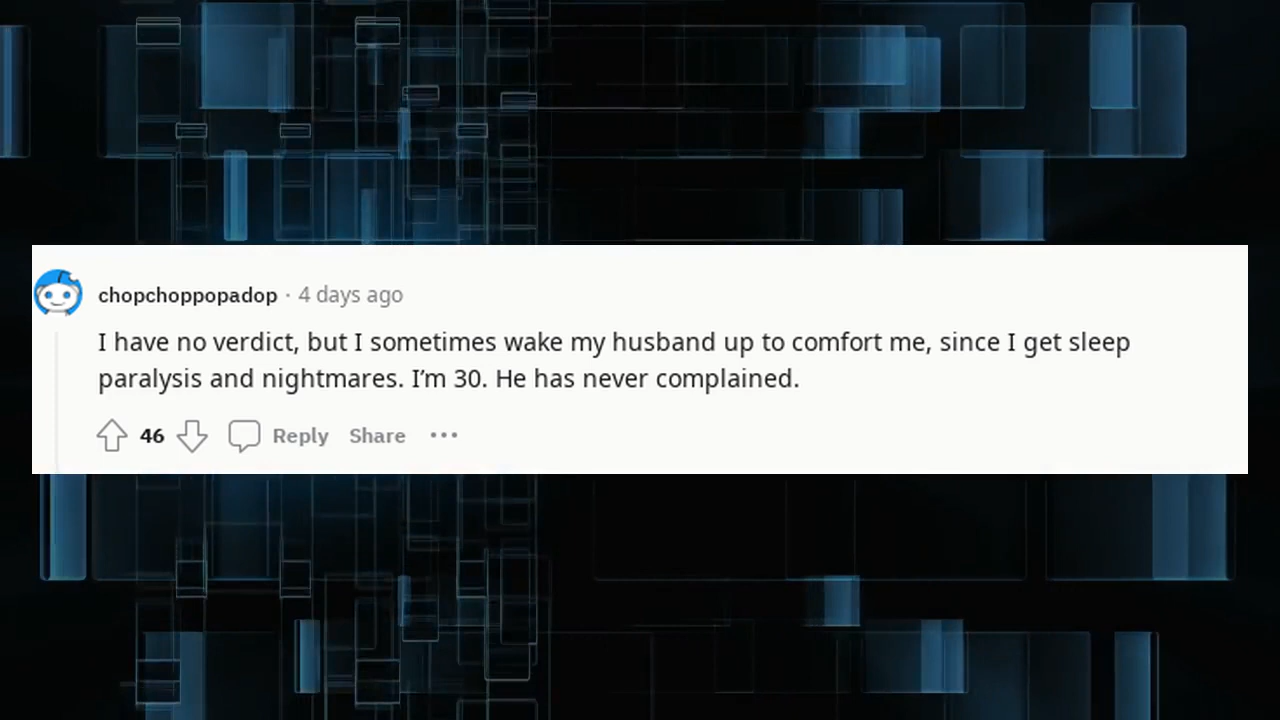 chopchoppopadop · 4 days ago
I have no verdict, but I sometimes wake my husband up to comfort me, since I get sleep
paralysis and nightmares. I’m 30. He has never complained.
46 Reply Share •••